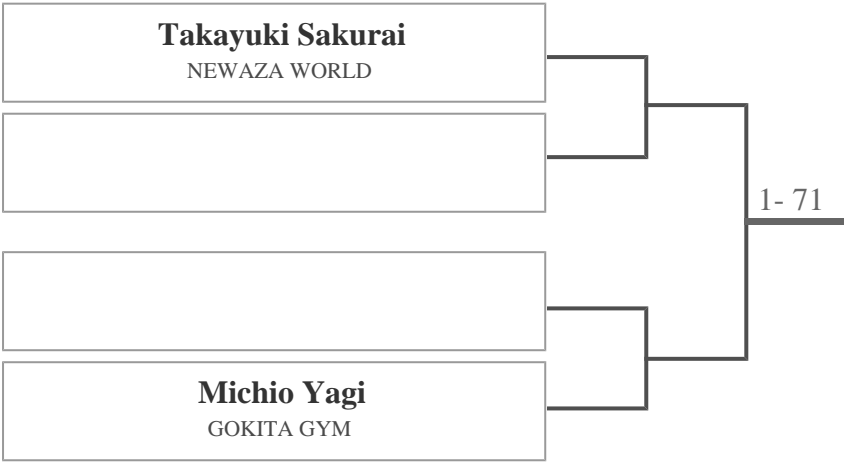 Takayuki Sakurai
NEWAZA WORLD
1- 71
Michio Yagi
GOKITA GYM